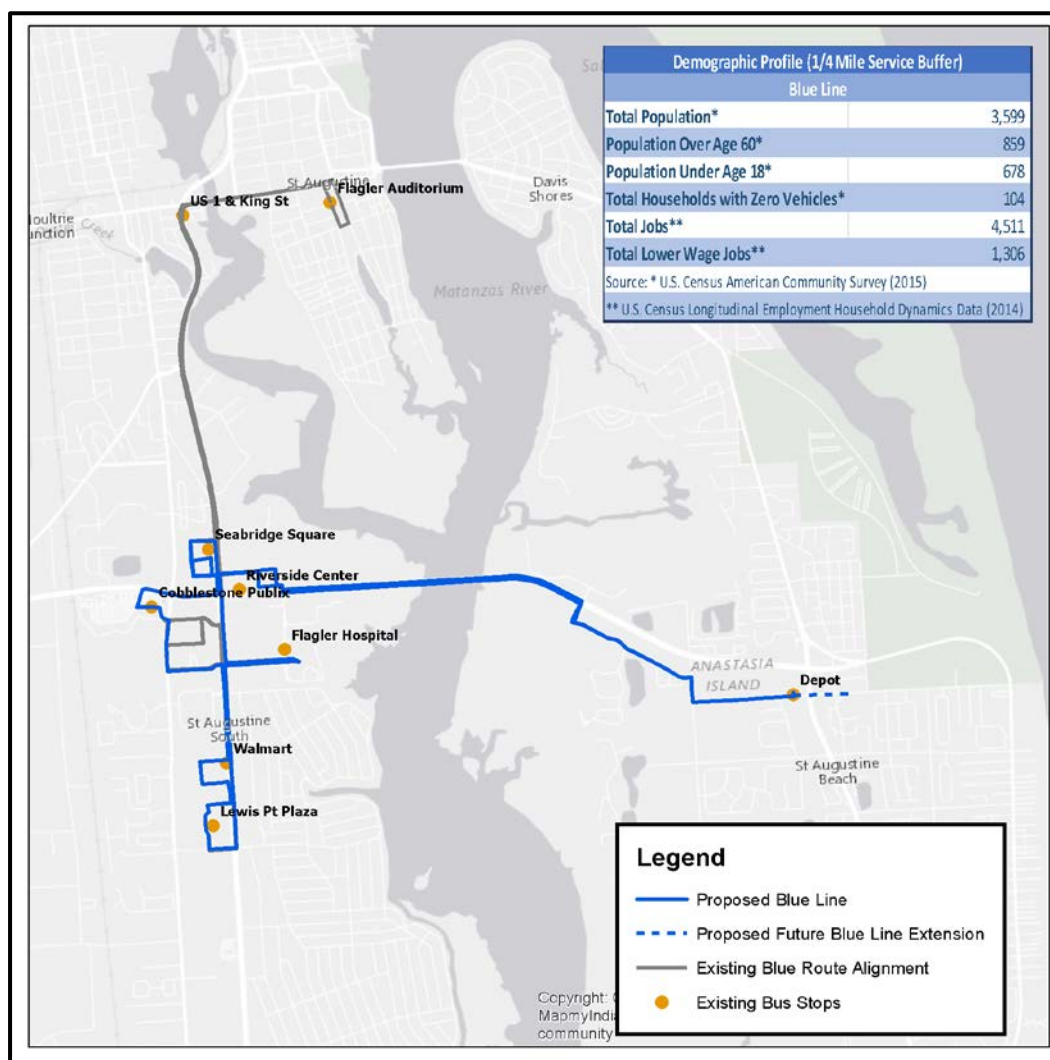 Demographic Profile (1/4 Mile Service Buffer)
Blue Line
Total Population* 3,599
Population Over Age 60* 859
Population Under Age 18* 678
Total Households with Zero Vehicles* 104
Total Jobs** 4,511
Total Lower Wage Jobs** 1,306
Source: * U.S. Census American Community Survey (2015)
** U.S. Census Longitudinal Employment Household Dynamics Data (2014)
St Augustine
Flagler Auditorium
US 1 & King St
Davis
Shores
Moultrie
Junction
Creek
Matanzas River
Seabridge Square
Riverside Center
Cobblestone Publix
Flagler Hospital
ANASTASIA
ISLAND
Depot
St Augustine
South
Walmart
St Augustine
Beach
Lewis Pt Plaza
Legend
Proposed Blue Line
Proposed Future Blue Line Extension
Existing Blue Route Alignment
Existing Bus Stops
Copyright:
MapmyIndi
community